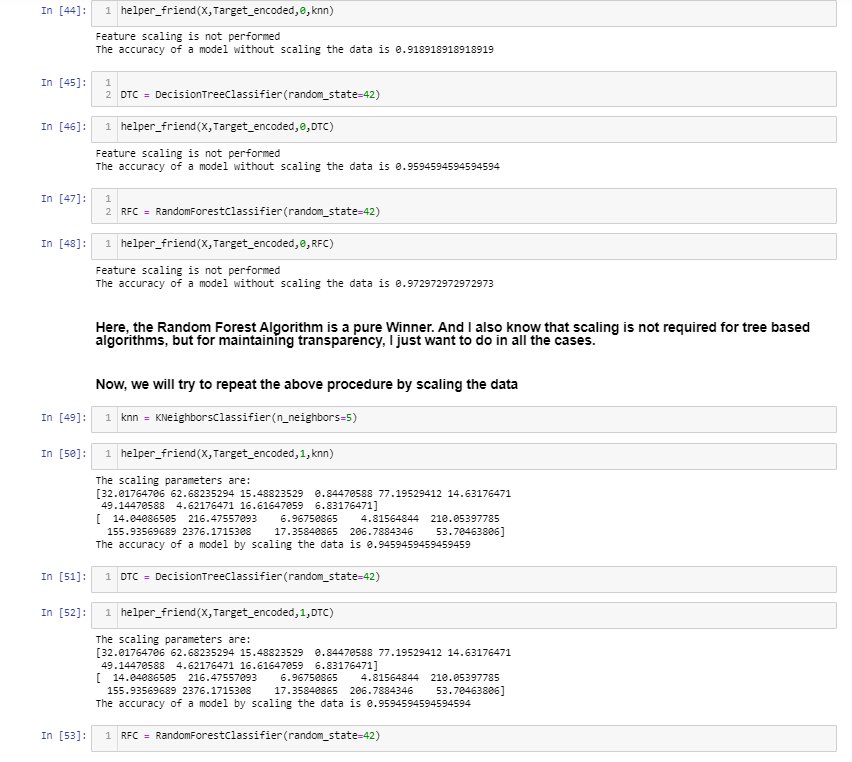 In [44]: 1 helper_friend(X,Target_encoded,0,knn)
Feature scaling is not performed
The accuracy of a model without scaling the data is 0.918918918918919
In [45]: 1
2 DTC = DecisionTreeClassifier(random_state=42)
In [46]: 1 helper_friend(X,Target_encoded,0,DTC)
Feature scaling is not performed
The accuracy of a model without scaling the data is 0.9594594594594594
In [47]: 1
2 RFC = RandomForestClassifier(random_state=42)
In [48]: 1 helper_friend(X,Target_encoded,0,RFC)
Feature scaling is not performed
The accuracy of a model without scaling the data is 0.972972972972973
Here, the Random Forest Algorithm is a pure Winner. And I also know that scaling is not required for tree based
algorithms, but for maintaining transparency, I just want to do in all the cases.
Now, we will try to repeat the above procedure by scaling the data
In [49]: 1 knn = KNeighborsClassifier(n_neighbors=5)
In [50]: 1 helper_friend(X,Target_encoded,1,knn)
The scaling parameters are:
[32.01764706 62.68235294 15.48823529 0.84470588 77.19529412 14.63176471
49.14470588 4.62176471 16.61647059 6.83176471]
[ 14.04086505 216.47557093 6.96750865 4.81564844 210.05397785
155.93569689 2376.1715308 17.35840865 206.7884346 53.70463806]
The accuracy of a model by scaling the data is 0.9459459459459459
In [51]: 1 DTC = DecisionTreeClassifier(random_state=42)
In [52]: 1 helper_friend(X,Target_encoded,1,DTC)
The scaling parameters are:
[32.01764706 62.68235294 15.48823529 0.84470588 77.19529412 14.63176471
49.14470588 4.62176471 16.61647059 6.83176471]
[ 14.04086505 216.47557093 6.96750865 4.81564844 210.05397785
155.93569689 2376.1715308 17.35840865 206.7884346 53.70463806]
The accuracy of a model by scaling the data is 0.9594594594594594
In [53]: 1 RFC = RandomForestClassifier(random_state=42)